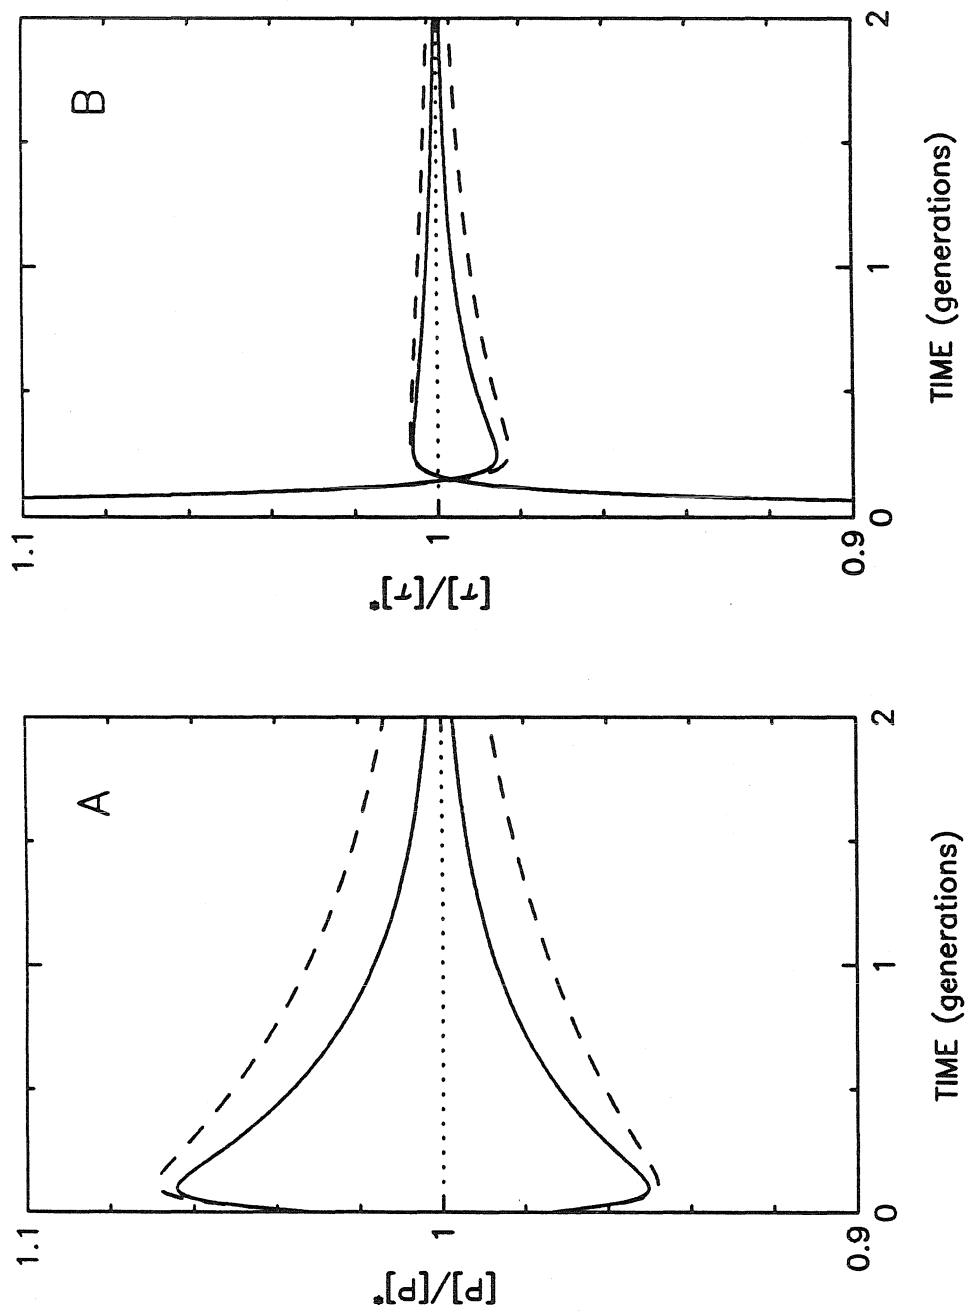 A
1.1
1
0.9
[P]/[P]*
0
1
2
TIME (generations)
B
1.1
1
0.9
[τ]/[τ]*
0
1
2
TIME (generations)